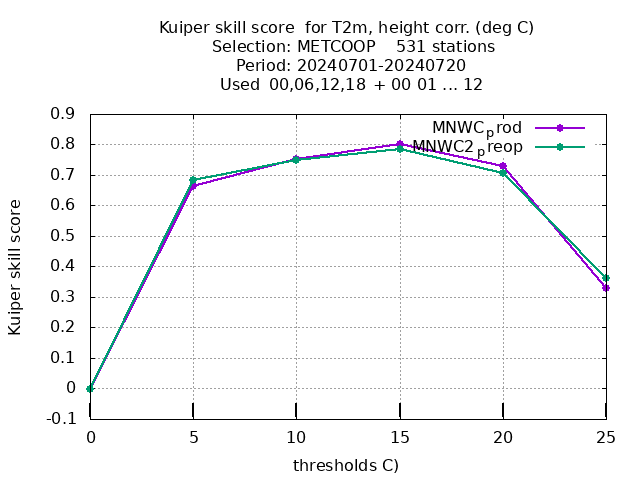 Kuiper skill score  for T2m, height corr. (deg C)
Selection: METCOOP    531 stations
Period: 20240701-20240720
Used  00,06,12,18  + 00 01 ... 12
MNWCprod
MNWC2preop
Kuiper skill score
0.9
0.8
0.7
0.6
0.5
0.4
0.3
0.2
0.1
0
-0.1
0 5 10 15 20 25
thresholds C)